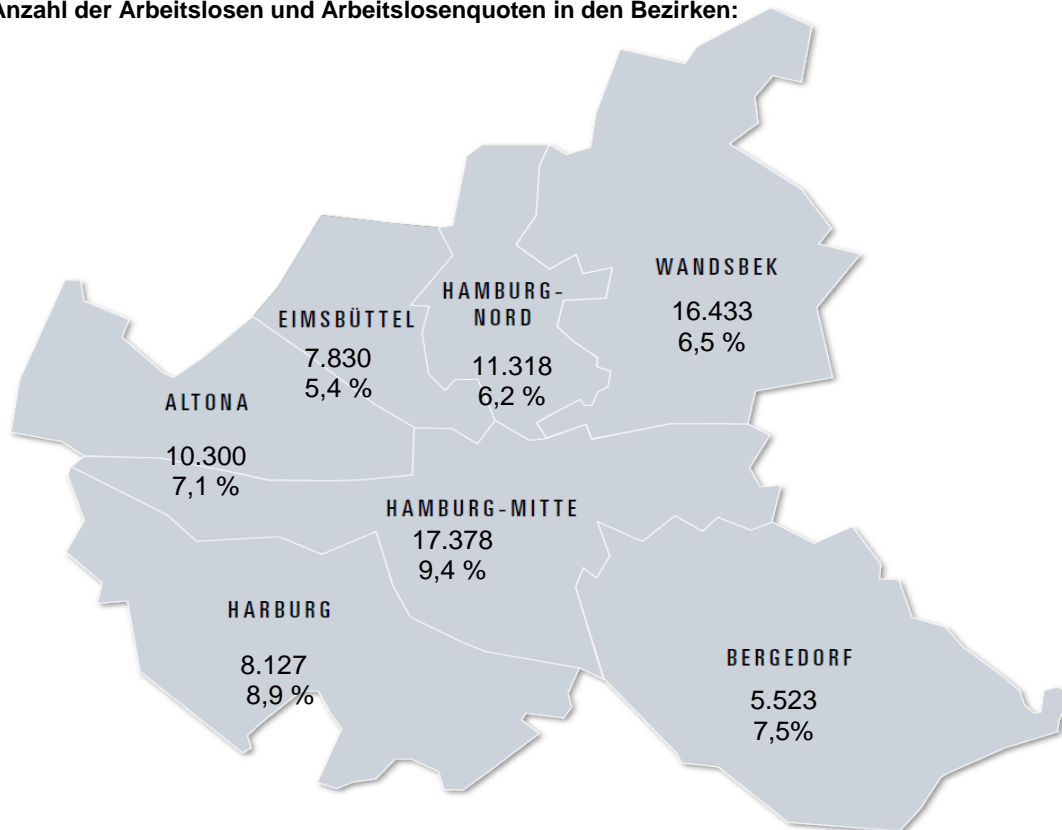 Anzahl der Arbeitslosen und Arbeitslosenquoten in den Bezirken:
WANDSBEK
16.433
6,5 %
HAMBURG-
NORD
11.318
6,2 %
EIMSBÜTTEL
7.830
5,4 %
ALTONA
10.300
7,1 %
HAMBURG-MITTE
17.378
9,4 %
HARBURG
8.127
8,9 %
BERGEDORF
5.523
7,5%